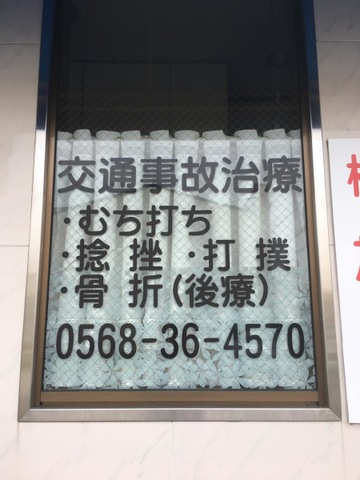 交通事故治療
・むち打ち
・捻挫・打撲
・骨折(後療)
0568-36-4570